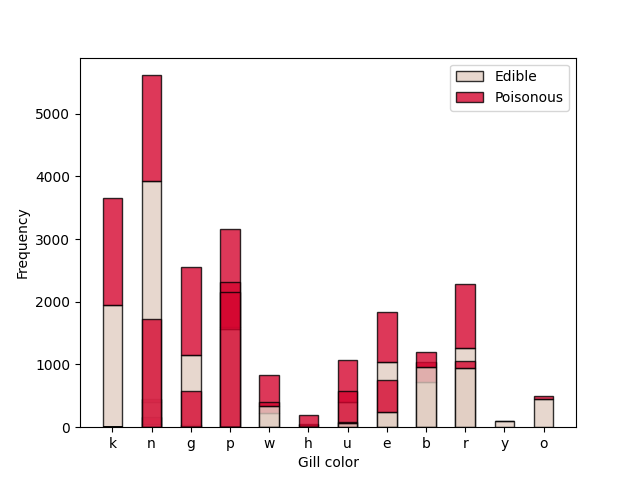 Edible
Poisonous
Frequency
5000
4000
3000
2000
1000
0
k n g p w h u e b r y o
Gill color